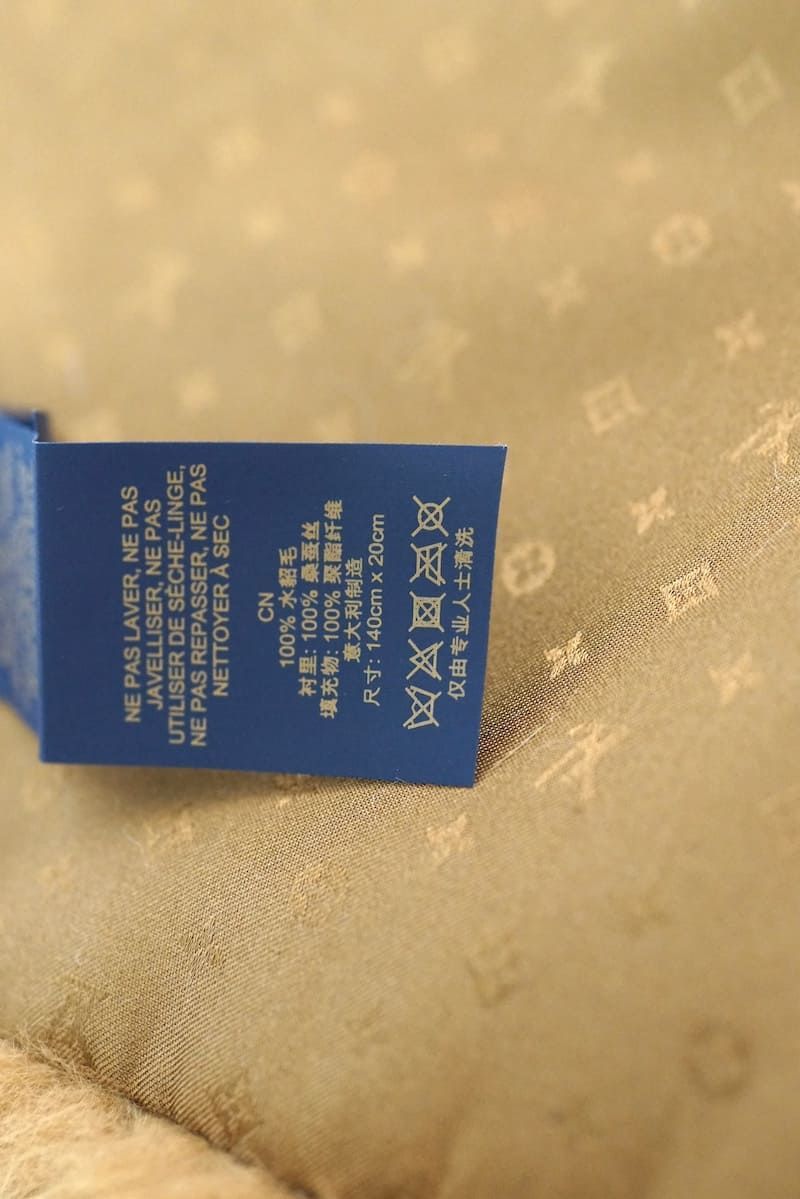 NE PAS LAVER, NE PAS
JAVELLISER, NE PAS
UTILISER DE SÈCHE-LINGE,
NE PAS REPASSER, NE PAS
NETTOYER À SEC
CN
100% 水貂毛
衬里: 100% 桑蚕丝
填充物: 100% 聚酯纤维
意大利制造
尺寸: 140cm x 20cm
仅由专业人士清洗